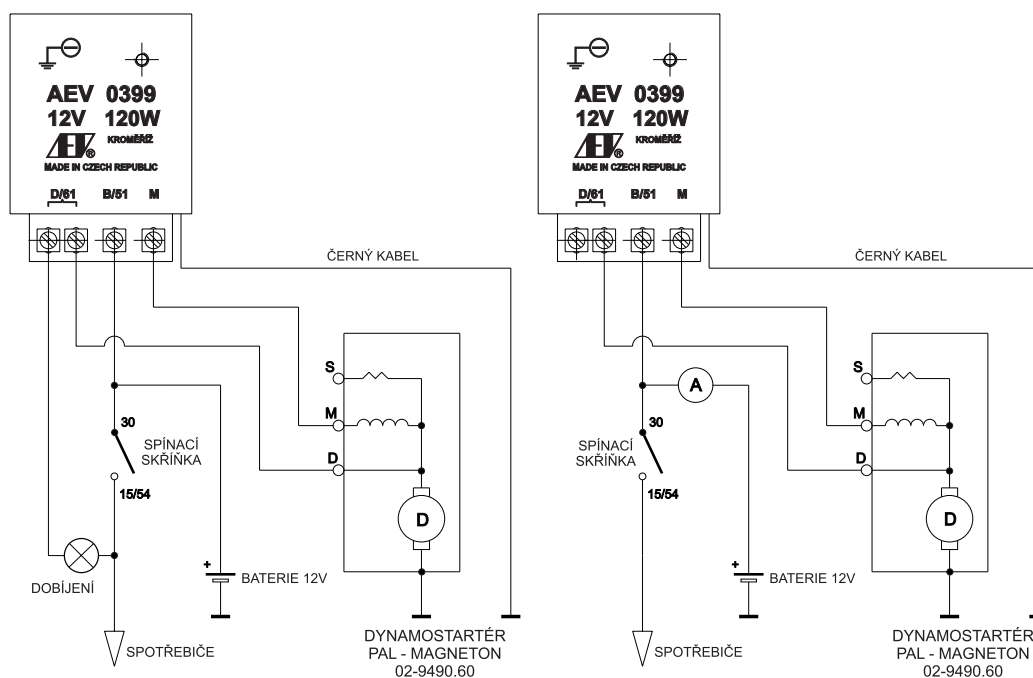 AEV 0399
12V 120W
AEV® KROMĚŘÍŽ
MADE IN CZECH REPUBLIC
D/61 B/51 M
ČERNÝ KABEL
S
M
D
30
SPÍNACÍ
SKŘÍŇKA
15/54
D
DOBÍJENÍ
+
BATERIE 12V
SPOTŘEBIČE
DYNAMOSTARTÉR
PAL - MAGNETON
02-9490.60
AEV 0399
12V 120W
AEV® KROMĚŘÍŽ
MADE IN CZECH REPUBLIC
D/61 B/51 M
ČERNÝ KABEL
S
A
M
D
30
SPÍNACÍ
SKŘÍŇKA
15/54
D
+
BATERIE 12V
SPOTŘEBIČE
DYNAMOSTARTÉR
PAL - MAGNETON
02-9490.60